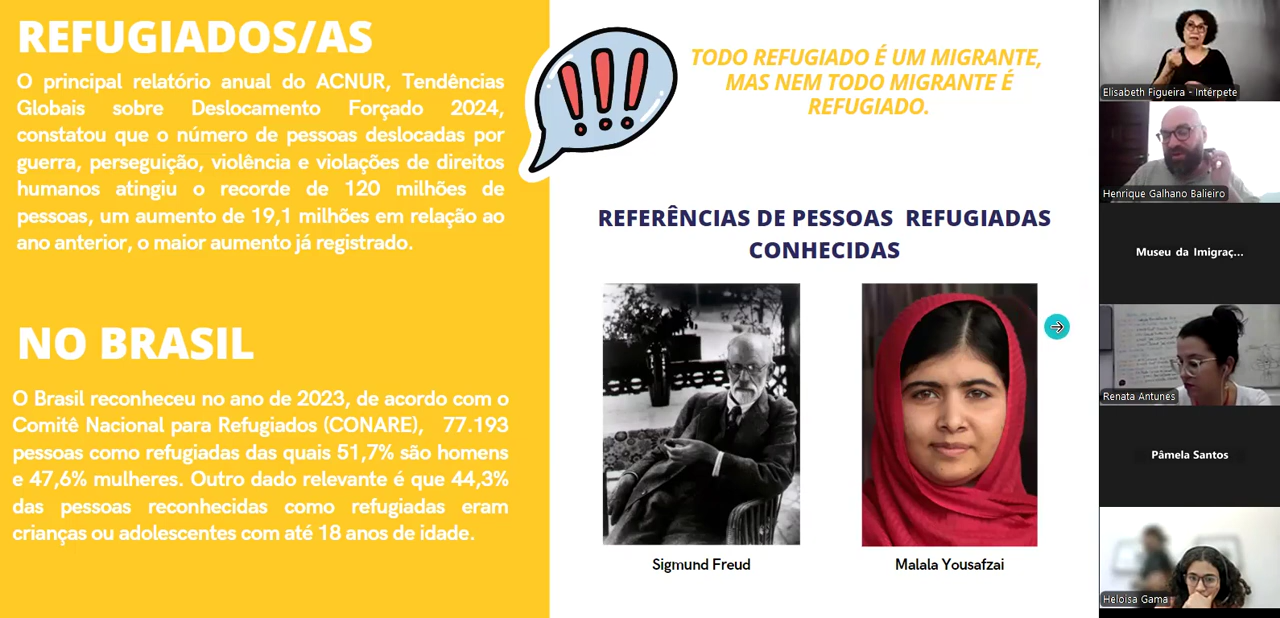 REFUGIADOS/AS
O principal relatório anual do ACNUR, Tendências
Globais sobre Deslocamento Forçado 2024,
constatou que o número de pessoas deslocadas por
guerra, perseguição, violência e violações de direitos
humanos atingiu o recorde de 120 milhões de
pessoas, um aumento de 19,1 milhões em relação ao
ano anterior, o maior aumento já registrado.
NO BRASIL
O Brasil reconheceu no ano de 2023, de acordo com o
Comitê Nacional para Refugiados (CONARE), 77.193
pessoas como refugiadas das quais 51,7% são homens
e 47,6% mulheres. Outro dado relevante é que 44,3%
das pessoas reconhecidas como refugiadas eram
crianças ou adolescentes com até 18 anos de idade.
!!!
TODO REFUGIADO É UM MIGRANTE,
MAS NEM TODO MIGRANTE É
REFUGIADO.
REFERÊNCIAS DE PESSOAS REFUGIADAS
CONHECIDAS
Sigmund Freud
Malala Yousafzai
Elisabeth Figueira - Intérpete
Henrique Galhano Balieiro
Museu da Imigraç...
Renata Antunes
Pâmela Santos
Heloisa Gama